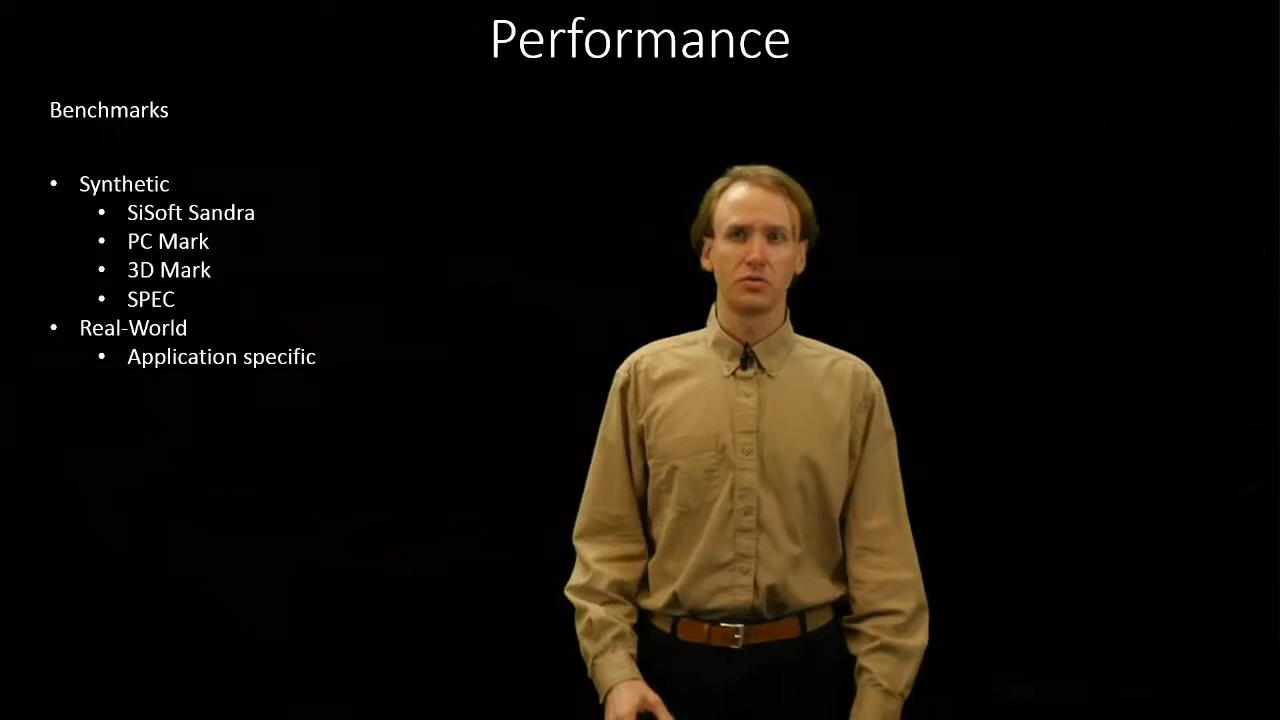 Performance
Benchmarks
• Synthetic
• SiSoft Sandra
• PC Mark
• 3D Mark
• SPEC
• Real-World
• Application specific